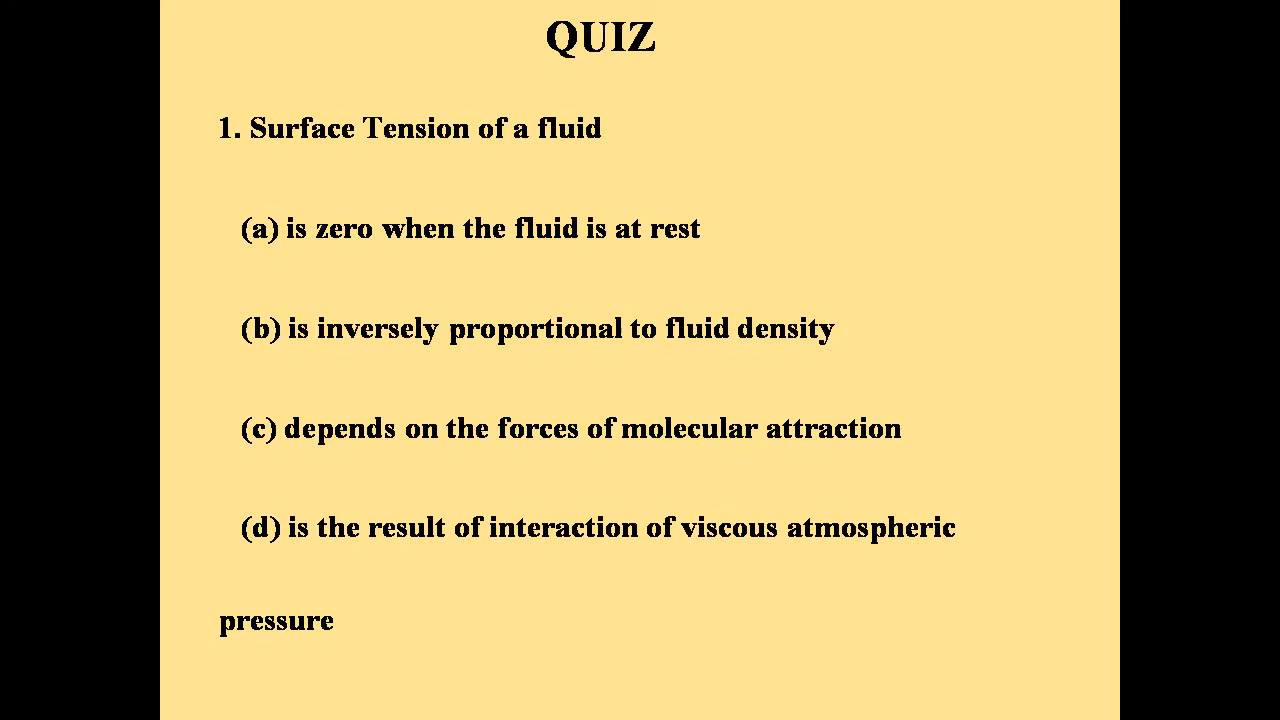 QUIZ
1. Surface Tension of a fluid
(a) is zero when the fluid is at rest
(b) is inversely proportional to fluid density
(c) depends on the forces of molecular attraction
(d) is the result of interaction of viscous atmospheric
pressure